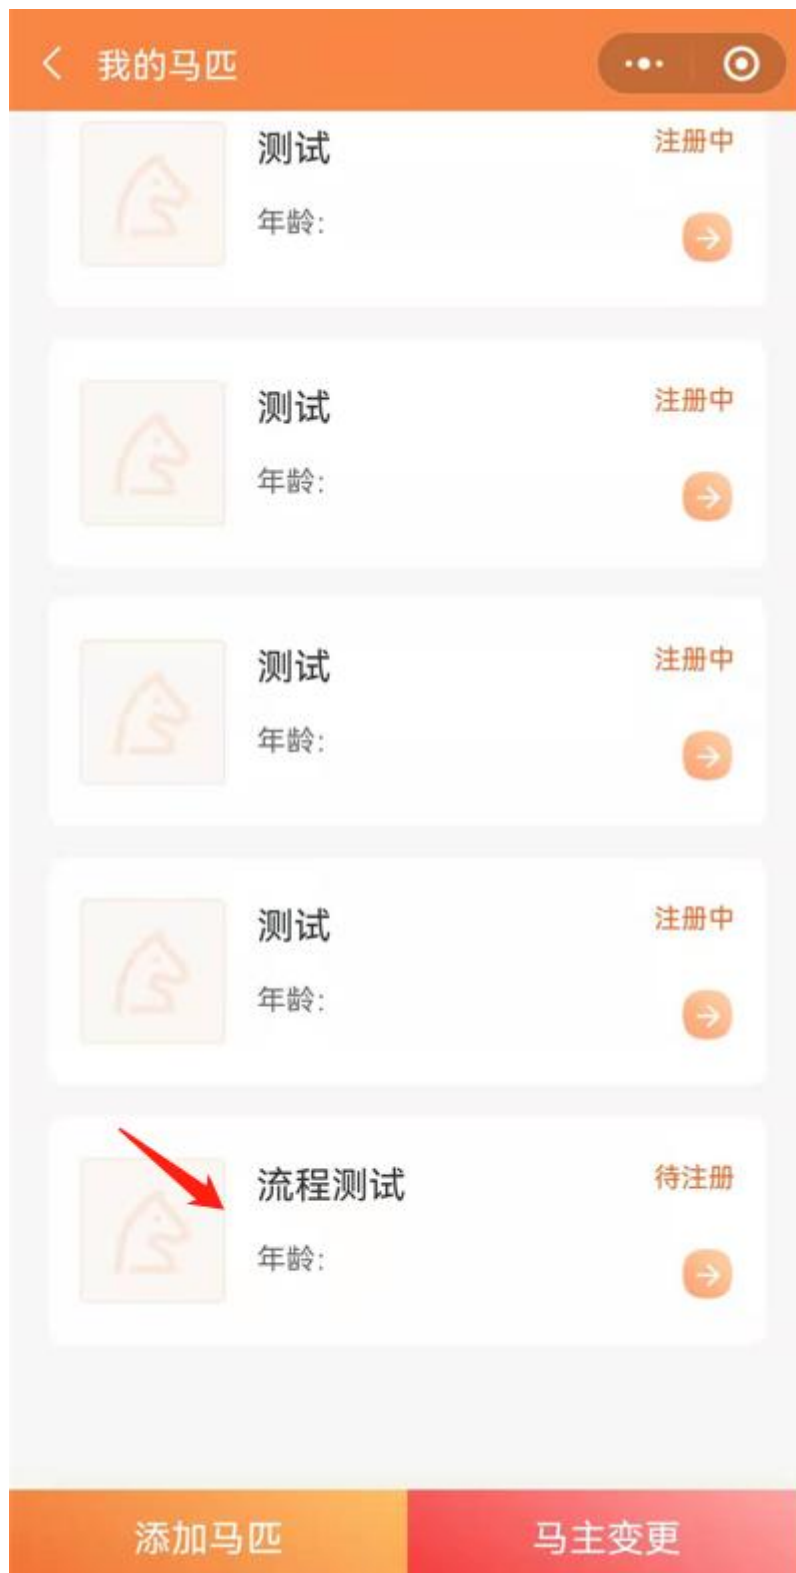 我的马匹
测试
注册中
年龄:
测试
注册中
年龄:
测试
注册中
年龄:
测试
注册中
年龄:
流程测试
待注册
年龄:
添加马匹
马主变更